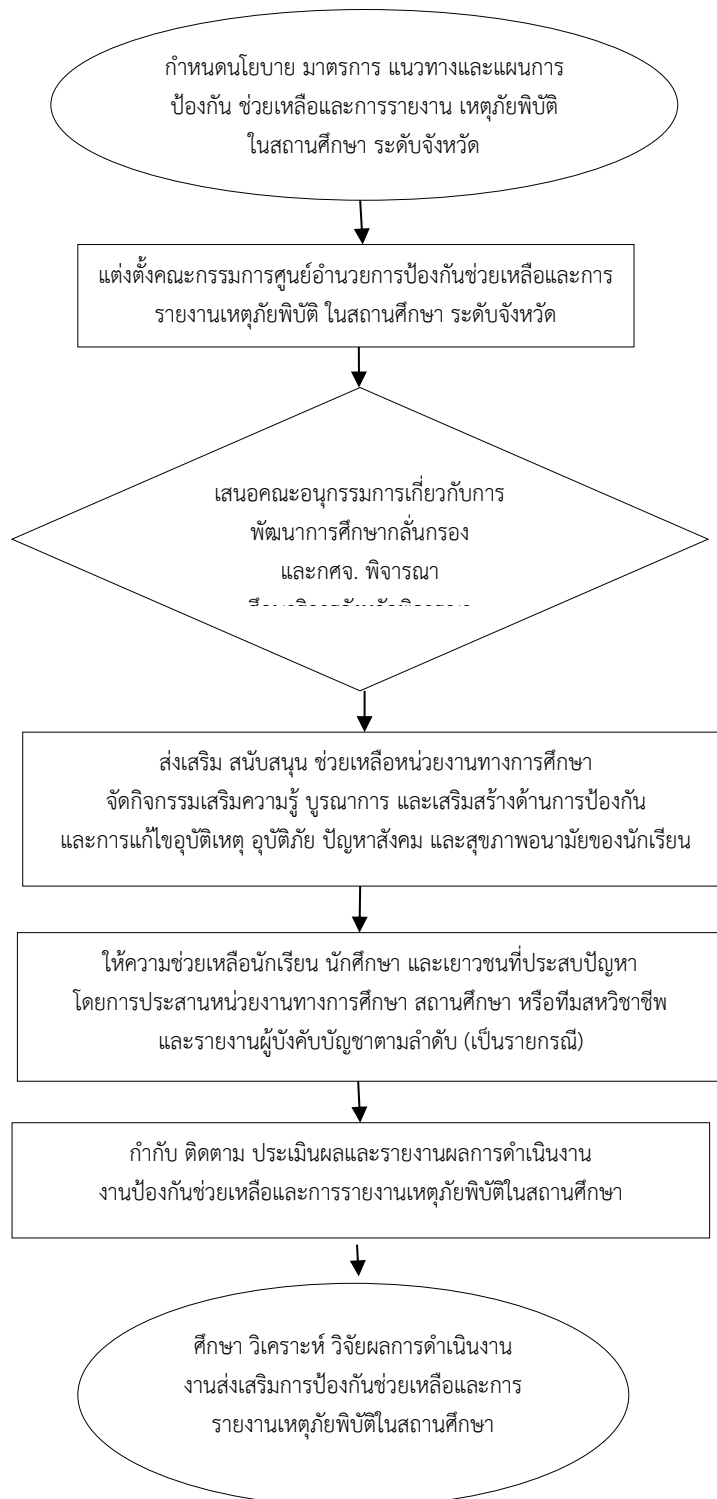 กำหนดนโยบาย มาตรการ แนวทางและแผนการ
ป้องกัน ช่วยเหลือและการรายงาน เหตุภัยพิบัติ
ในสถานศึกษา ระดับจังหวัด
แต่งตั้งคณะกรรมการศูนย์อำนวยการป้องกันช่วยเหลือและการ
รายงานเหตุภัยพิบัติ ในสถานศึกษา ระดับจังหวัด
เสนอคณะอนุกรรมการเกี่ยวกับการ
พัฒนาการศึกษากลั่นกรอง
และกศจ. พิจารณา
ส่งเสริม สนับสนุน ช่วยเหลือหน่วยงานทางการศึกษา
จัดกิจกรรมเสริมความรู้ บูรณาการ และเสริมสร้างด้านการป้องกัน
และการแก้ไขอุบัติเหตุ อุบัติภัย ปัญหาสังคม และสุขภาพอนามัยของนักเรียน
ให้ความช่วยเหลือนักเรียน นักศึกษา และเยาวชนที่ประสบปัญหา
โดยการประสานหน่วยงานทางการศึกษา สถานศึกษา หรือทีมสหวิชาชีพ
และรายงานผู้บังคับบัญชาตามลำดับ (เป็นรายกรณี)
กำกับ ติดตาม ประเมินผลและรายงานผลการดำเนินงาน
งานป้องกันช่วยเหลือและการรายงานเหตุภัยพิบัติในสถานศึกษา
ศึกษา วิเคราะห์ วิจัยผลการดำเนินงาน
งานส่งเสริมการป้องกันช่วยเหลือและการ
รายงานเหตุภัยพิบัติในสถานศึกษา